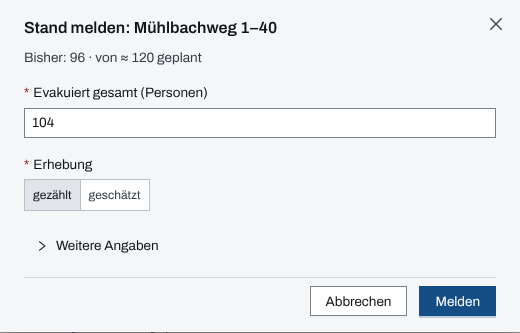 Stand melden: Mühlbachweg 1–40
Bisher: 96 · von ≈ 120 geplant
* Evakuiert gesamt (Personen)
104
* Erhebung
gezählt geschätzt
Weitere Angaben
Abbrechen Melden